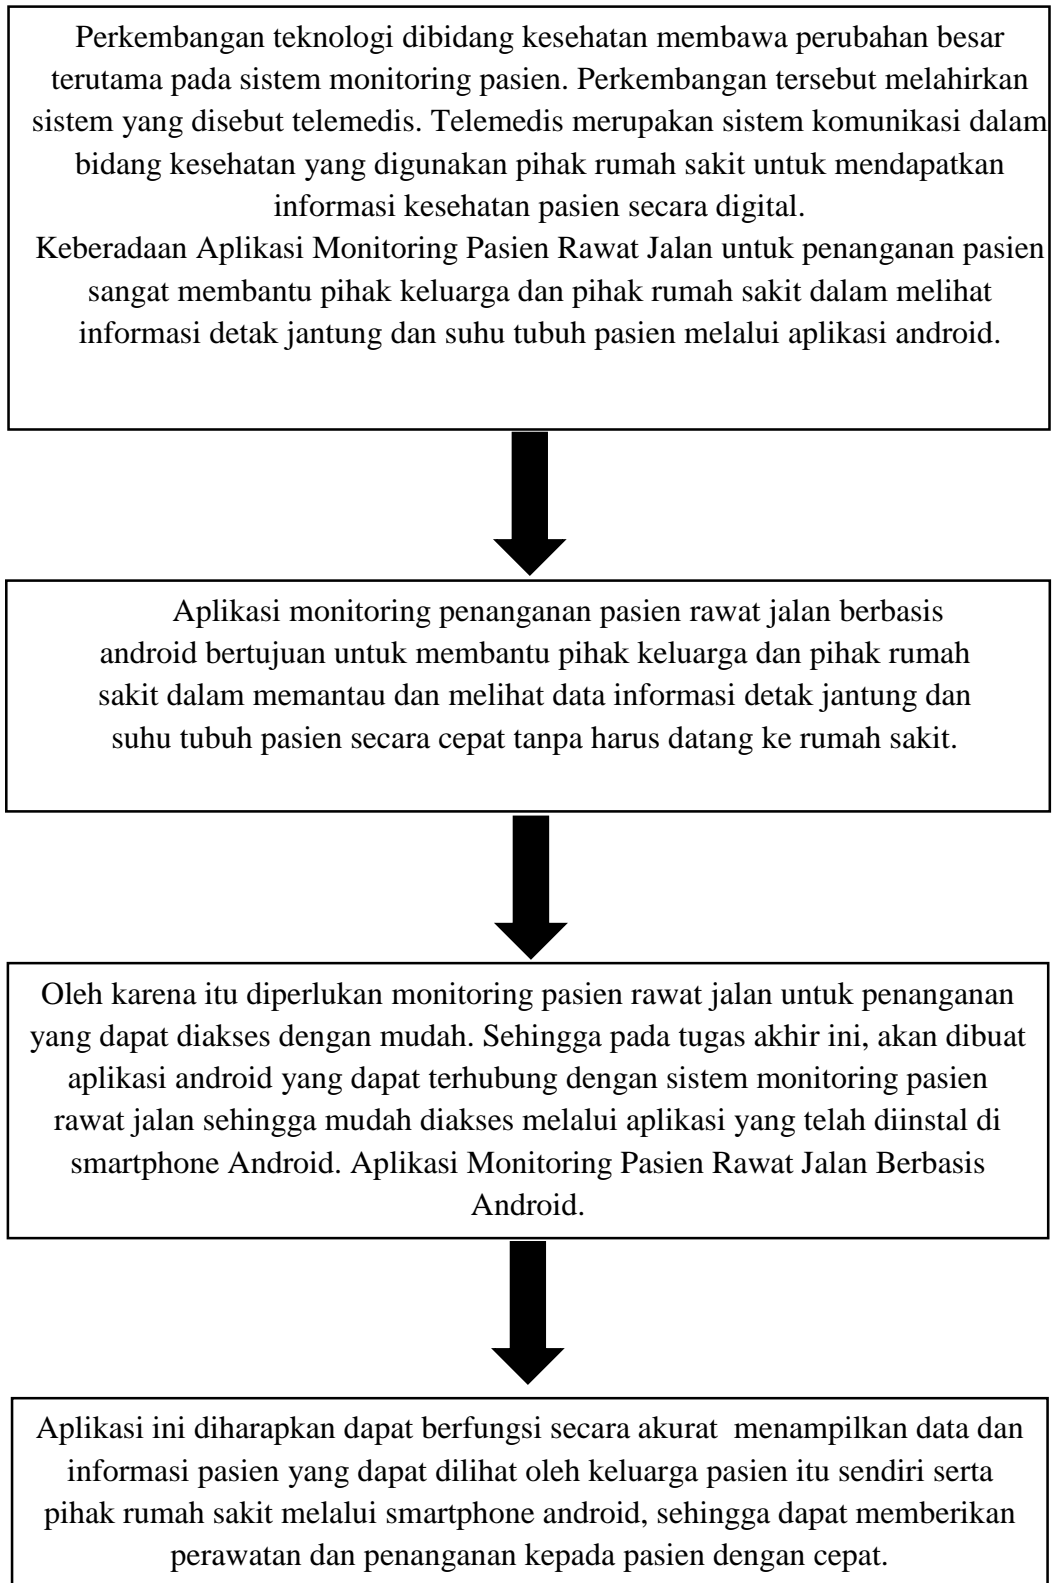 Perkembangan teknologi dibidang kesehatan membawa perubahan besar
terutama pada sistem monitoring pasien. Perkembangan tersebut melahirkan
sistem yang disebut telemedis. Telemedis merupakan sistem komunikasi dalam
bidang kesehatan yang digunakan pihak rumah sakit untuk mendapatkan
informasi kesehatan pasien secara digital.
Keberadaan Aplikasi Monitoring Pasien Rawat Jalan untuk penanganan pasien
sangat membantu pihak keluarga dan pihak rumah sakit dalam melihat
informasi detak jantung dan suhu tubuh pasien melalui aplikasi android.
Aplikasi monitoring penanganan pasien rawat jalan berbasis
android bertujuan untuk membantu pihak keluarga dan pihak rumah
sakit dalam memantau dan melihat data informasi detak jantung dan
suhu tubuh pasien secara cepat tanpa harus datang ke rumah sakit.
Oleh karena itu diperlukan monitoring pasien rawat jalan untuk penanganan
yang dapat diakses dengan mudah. Sehingga pada tugas akhir ini, akan dibuat
aplikasi android yang dapat terhubung dengan sistem monitoring pasien
rawat jalan sehingga mudah diakses melalui aplikasi yang telah diinstal di
smartphone Android. Aplikasi Monitoring Pasien Rawat Jalan Berbasis
Android.
Aplikasi ini diharapkan dapat berfungsi secara akurat menampilkan data dan
informasi pasien yang dapat dilihat oleh keluarga pasien itu sendiri serta
pihak rumah sakit melalui smartphone android, sehingga dapat memberikan
perawatan dan penanganan kepada pasien dengan cepat.